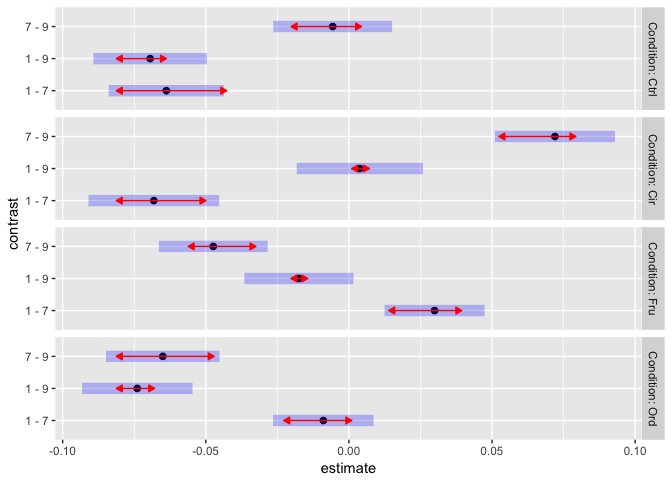 7 - 9
1 - 9
1 - 7
Condition: Ctrl
7 - 9
1 - 9
1 - 7
Condition: Cir
7 - 9
1 - 9
1 - 7
Condition: Fru
7 - 9
1 - 9
1 - 7
Condition: Ord
contrast
-0.10 -0.05 0.00 0.05 0.10
estimate